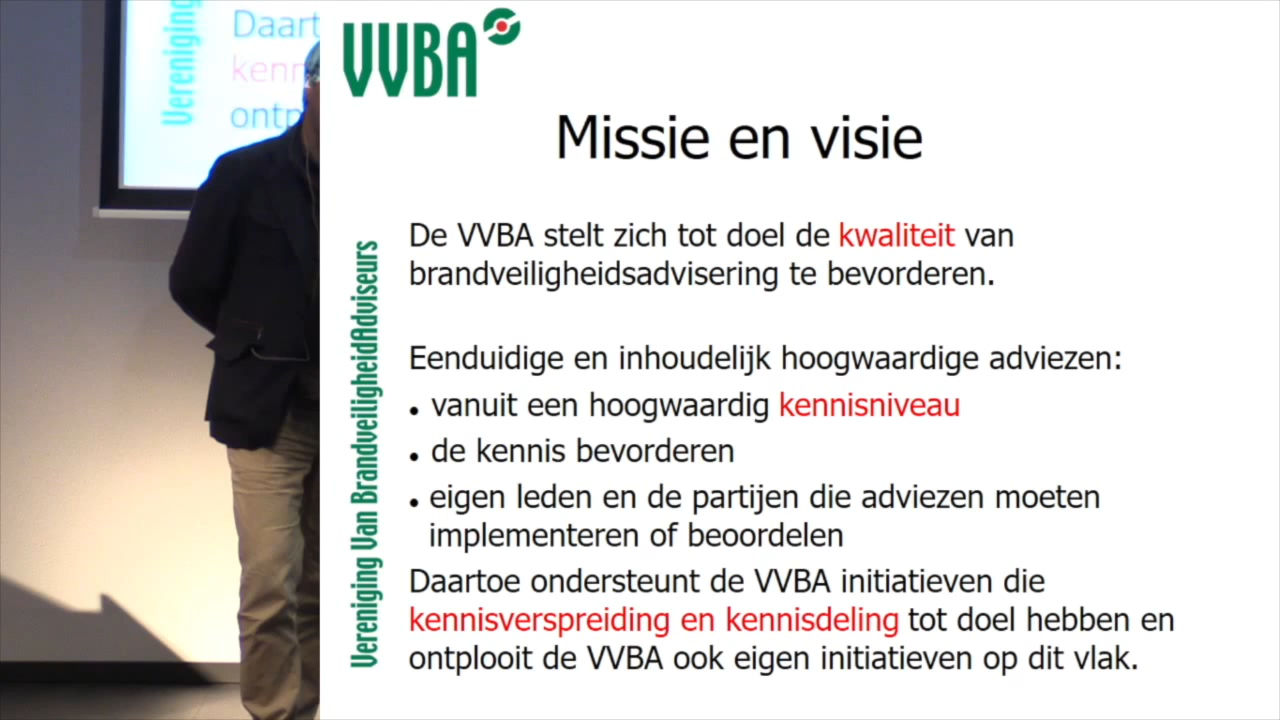 Vereniging
Daart
kenn
ontp
VVBA
Missie en visie
Vereniging Van BrandveiligheidAdviseurs
De VVBA stelt zich tot doel de kwaliteit van
brandveiligheidsadvisering te bevorderen.
Eenduidige en inhoudelijk hoogwaardige adviezen:
• vanuit een hoogwaardig kennisniveau
• de kennis bevorderen
• eigen leden en de partijen die adviezen moeten
implementeren of beoordelen
Daartoe ondersteunt de VVBA initiatieven die
kennisverspreiding en kennisdeling tot doel hebben en
ontplooit de VVBA ook eigen initiatieven op dit vlak.